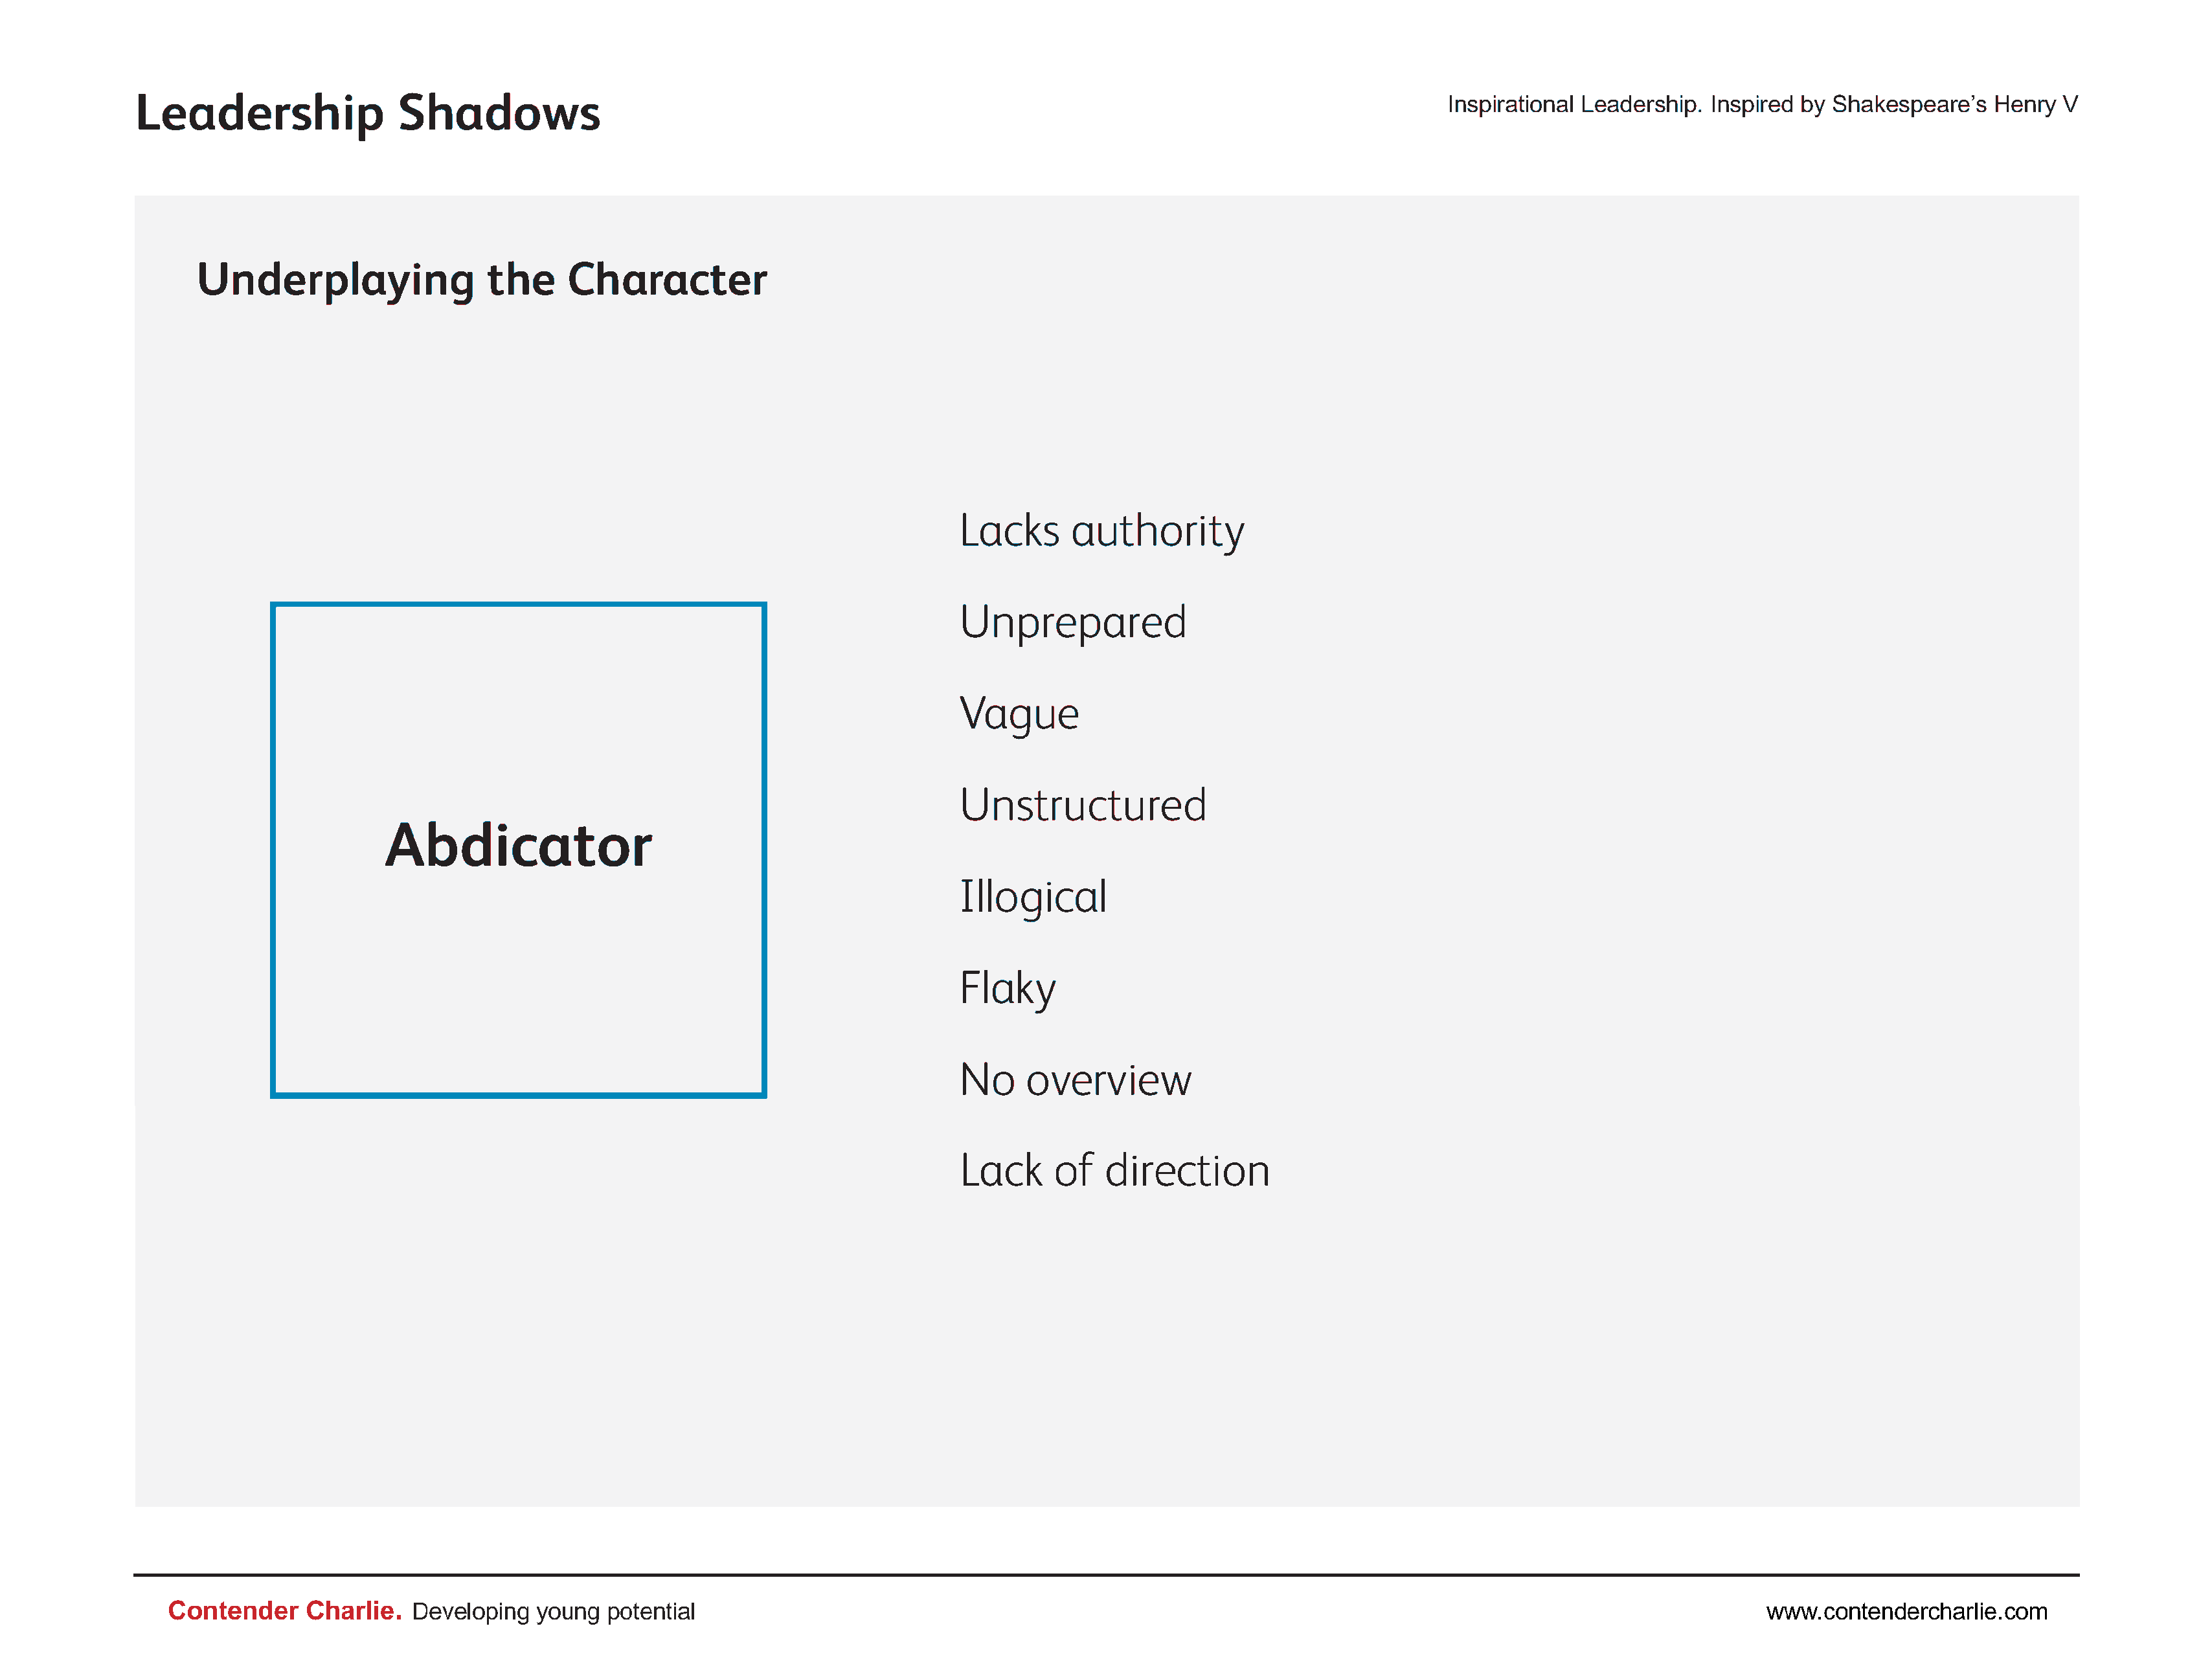 Leadership Shadows
Inspirational Leadership. Inspired by Shakespeare’s Henry V
Underplaying the Character
Abdicator
Lacks authority
Unprepared
Vague
Unstructured
Illogical
Flaky
No overview
Lack of direction
Contender Charlie. Developing young potential
www.contendercharlie.com